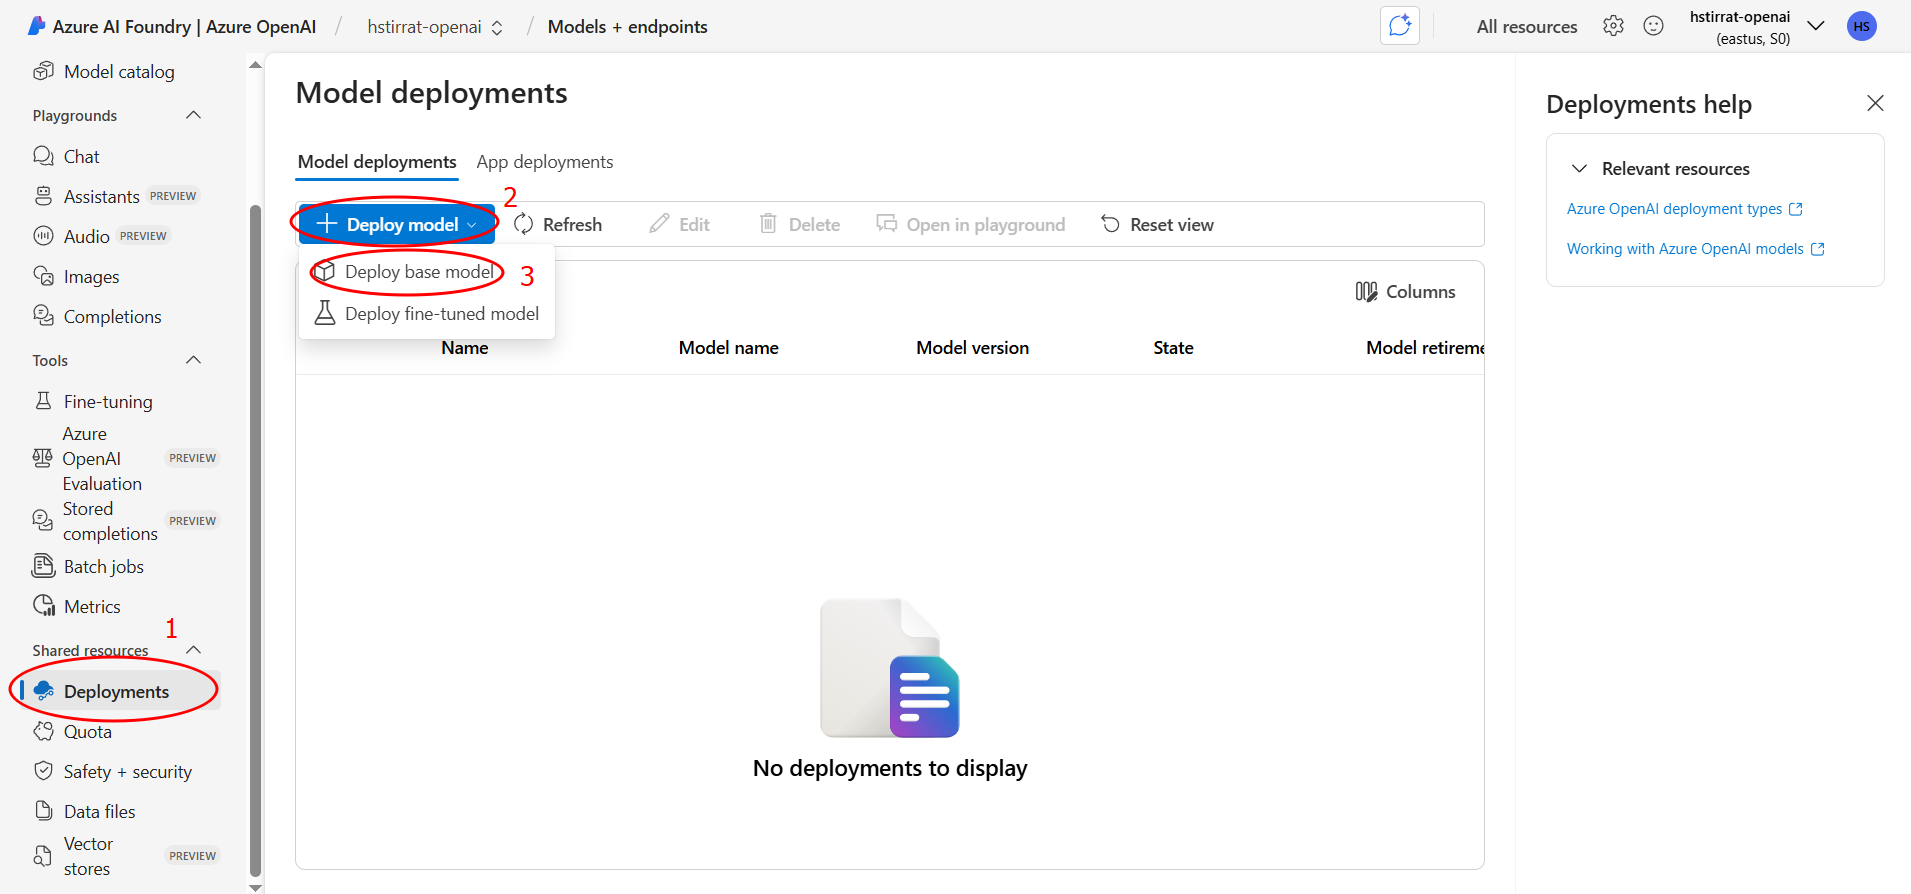 Azure AI Foundry | Azure OpenAI / hstirrat-openai / Models + endpoints
All resources
hstirrat-openai
(eastus, S0)
HS
Model catalog
Playgrounds
Chat
Assistants PREVIEW
Audio PREVIEW
Images
Completions
Tools
Fine-tuning
Azure
OpenAI PREVIEW
Evaluation
Stored
completions PREVIEW
Batch jobs
Metrics
1
Shared resources
Deployments
Quota
Safety + security
Data files
Vector
stores PREVIEW
Model deployments
Model deployments App deployments
2
Deploy model Refresh Edit Delete Open in playground Reset view
Deploy base model 3
Deploy fine-tuned model
Columns
Name Model name Model version State Model retireme
No deployments to display
Deployments help
Relevant resources
Azure OpenAI deployment types
Working with Azure OpenAI models